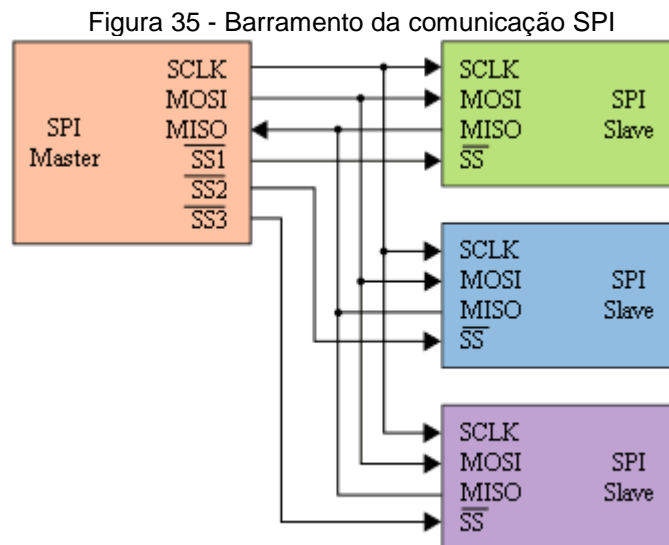 Figura 35 - Barramento da comunicação SPI
SPI
Master
SCLK
MOSI
MISO
SS1
SS2
SS3
SCLK
MOSI
MISO
SS
SPI
Slave
SCLK
MOSI
MISO
SS
SPI
Slave
SCLK
MOSI
MISO
SS
SPI
Slave